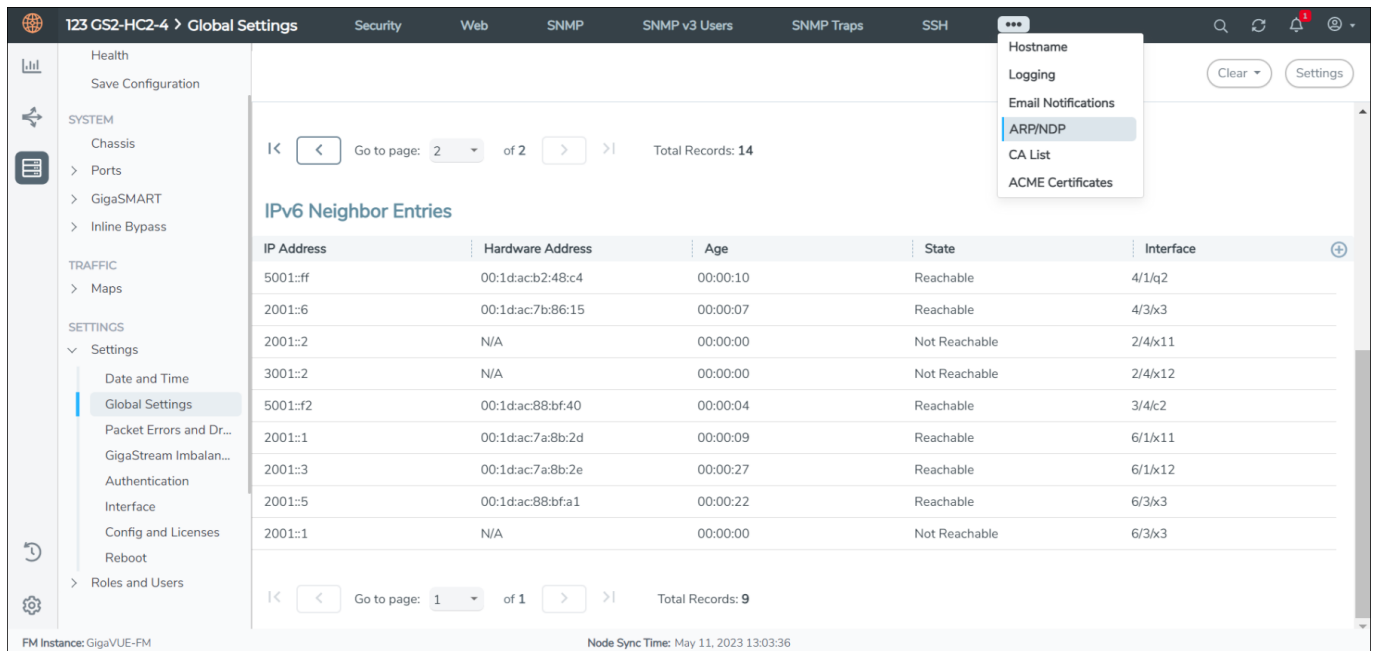 123 GS2-HC2-4 > Global Settings Security Web SNMP SNMP v3 Users SNMP Traps SSH ••• 1
Hostname
Logging
Email Notifications
ARP/NDP
CA List
ACME Certificates
Clear Settings
Health
Save Configuration
SYSTEM
Chassis
Ports
GigaSMART
Inline Bypass
TRAFFIC
Maps
SETTINGS
Settings
Date and Time
Global Settings
Packet Errors and Dr...
GigaStream Imbalan...
Authentication
Interface
Config and Licenses
Reboot
Roles and Users
Go to page: 2 of 2 Total Records: 14
IPv6 Neighbor Entries
IP Address Hardware Address Age State Interface
5001::ff 00:1d:ac:b2:48:c4 00:00:10 Reachable 4/1/q2
2001::6 00:1d:ac:7b:86:15 00:00:07 Reachable 4/3/x3
2001::2 N/A 00:00:00 Not Reachable 2/4/x11
3001::2 N/A 00:00:00 Not Reachable 2/4/x12
5001::f2 00:1d:ac:88:bf:40 00:00:04 Reachable 3/4/c2
2001::1 00:1d:ac:7a:8b:2d 00:00:09 Reachable 6/1/x11
2001::3 00:1d:ac:7a:8b:2e 00:00:27 Reachable 6/1/x12
2001::5 00:1d:ac:88:bf:a1 00:00:22 Reachable 6/3/x3
2001::1 N/A 00:00:00 Not Reachable 6/3/x3
Go to page: 1 of 1 Total Records: 9
FM Instance: GigaVUE-FM Node Sync Time: May 11, 2023 13:03:36